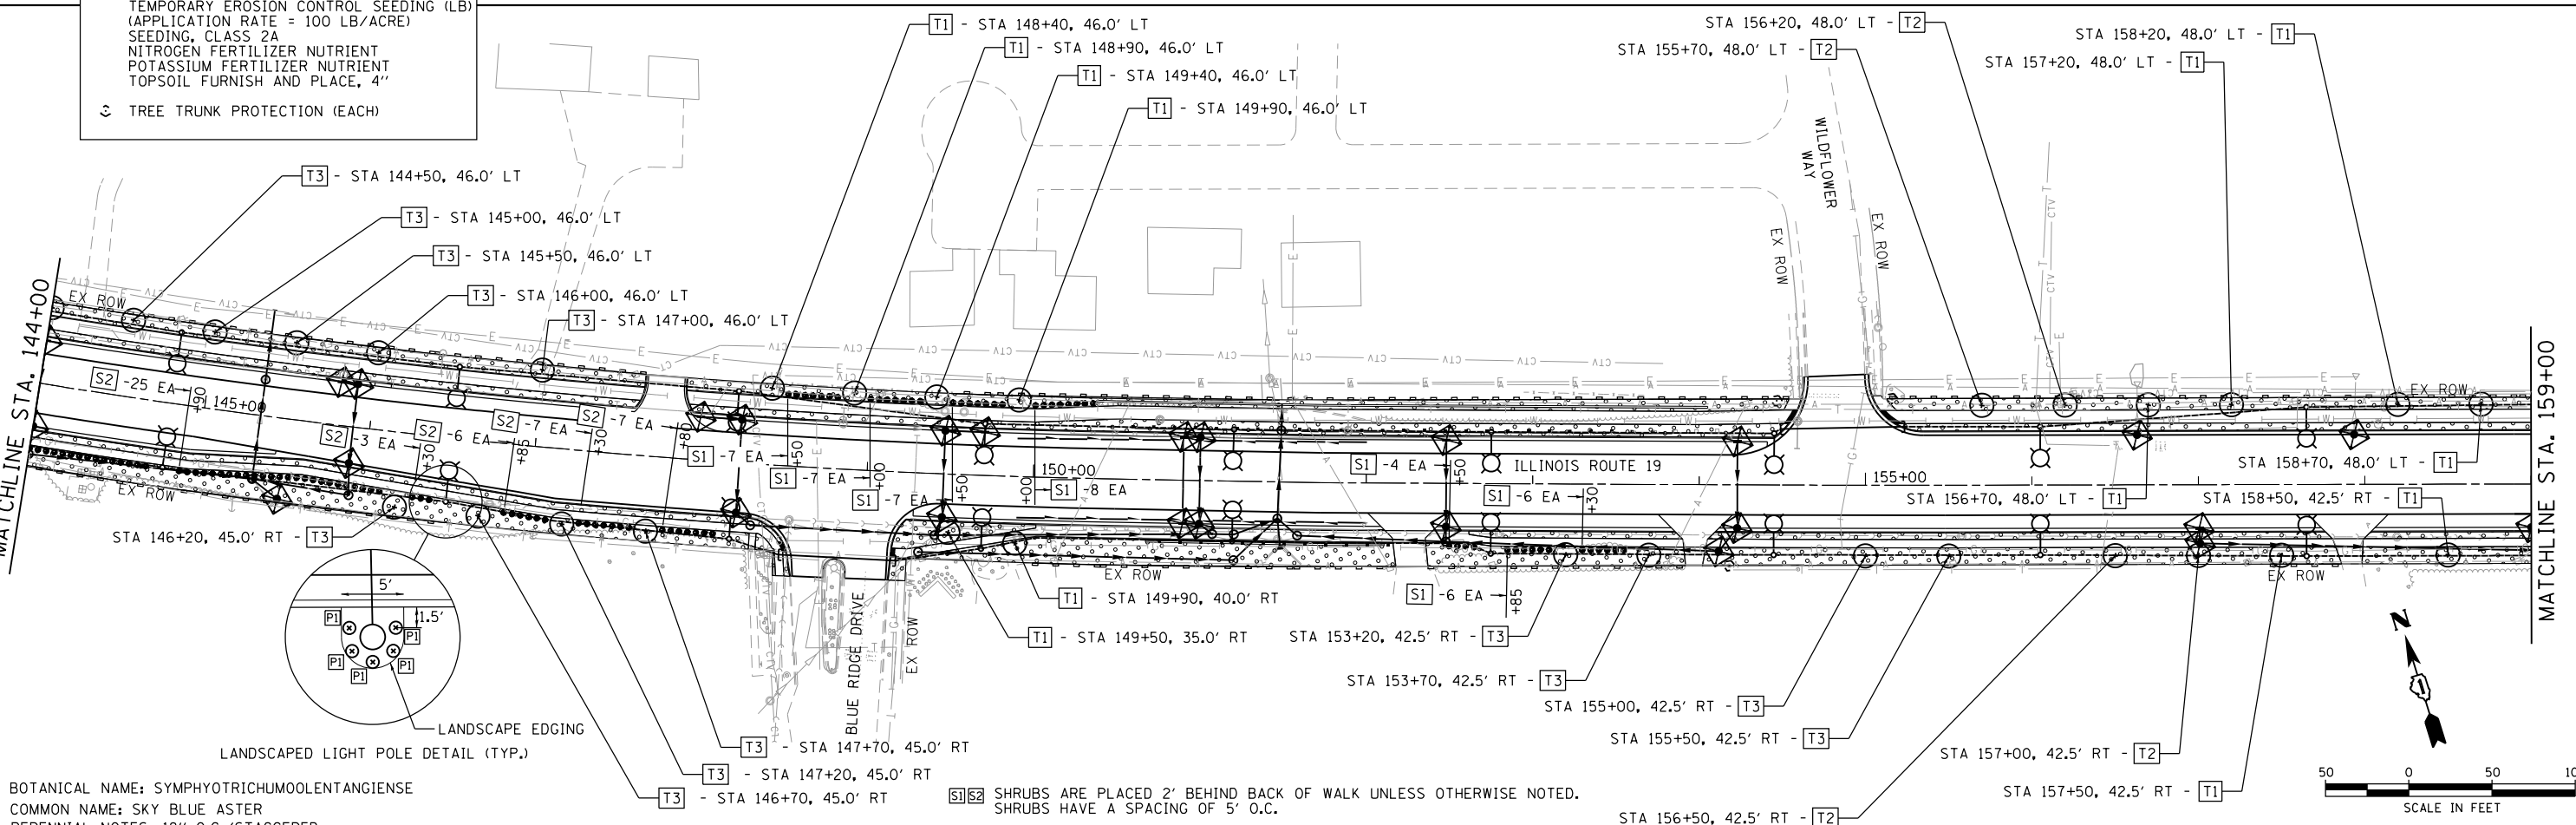 TEMPORARY EROSION CONTROL SEEDING (LB)
(APPLICATION RATE = 100 LB/ACRE)
SEEDING, CLASS 2A
NITROGEN FERTILIZER NUTRIENT
POTASSIUM FERTILIZER NUTRIENT
TOPSOIL FURNISH AND PLACE, 4"
TREE TRUNK PROTECTION (EACH)
T1 - STA 148+40, 46.0' LT
T1 - STA 148+90, 46.0' LT
T1 - STA 149+40, 46.0' LT
T1 - STA 149+90, 46.0' LT
STA 156+20, 48.0' LT - T2
STA 155+70, 48.0' LT - T2
STA 158+20, 48.0' LT - T1
STA 157+20, 48.0' LT - T1
T3 - STA 144+50, 46.0' LT
T3 - STA 145+00, 46.0' LT
T3 - STA 145+50, 46.0' LT
T3 - STA 146+00, 46.0' LT
T3 - STA 147+00, 46.0' LT
WILDFLOWER
WAY
EX ROW
EX ROW
EX ROW
EX ROW
MATCHLINE STA. 144+00
MATCHLINE STA. 159+00
S2 -25 EA
+90
145+00
S2 -3 EA
+30
S2 -6 EA
+85
S2 -7 EA
+30
S2 -7 EA
+80
S1 -7 EA
+50
S1 -7 EA
+00
S1 -7 EA
+50
+00
150+00
S1 -8 EA
S1 -4 EA
+50
ILLINOIS ROUTE 19
S1 -6 EA
+30
S1 -6 EA
+85
155+00
STA 158+70, 48.0' LT - T1
STA 156+70, 48.0' LT - T1
STA 158+50, 42.5' RT - T1
EX ROW
EX ROW
EX ROW
EX ROW
BLUE RIDGE DRIVE
STA 146+20, 45.0' RT - T3
T1 - STA 149+90, 40.0' RT
T1 - STA 149+50, 35.0' RT
STA 153+20, 42.5' RT - T3
STA 153+70, 42.5' RT - T3
STA 155+00, 42.5' RT - T3
STA 155+50, 42.5' RT - T3
STA 157+00, 42.5' RT - T2
STA 157+50, 42.5' RT - T1
STA 156+50, 42.5' RT - T2
5'
1.5'
P1
P1
P1
P1
P1
LANDSCAPE EDGING
LANDSCAPED LIGHT POLE DETAIL (TYP.)
T3 - STA 147+70, 45.0' RT
T3 - STA 147+20, 45.0' RT
T3 - STA 146+70, 45.0' RT
BOTANICAL NAME: SYMPHYOTRICHUMOOLENTANGIENSE
COMMON NAME: SKY BLUE ASTER
S1 S2 SHRUBS ARE PLACED 2' BEHIND BACK OF WALK UNLESS OTHERWISE NOTED.
SHRUBS HAVE A SPACING OF 5' O.C.
N
50 0 50
SCALE IN FEET